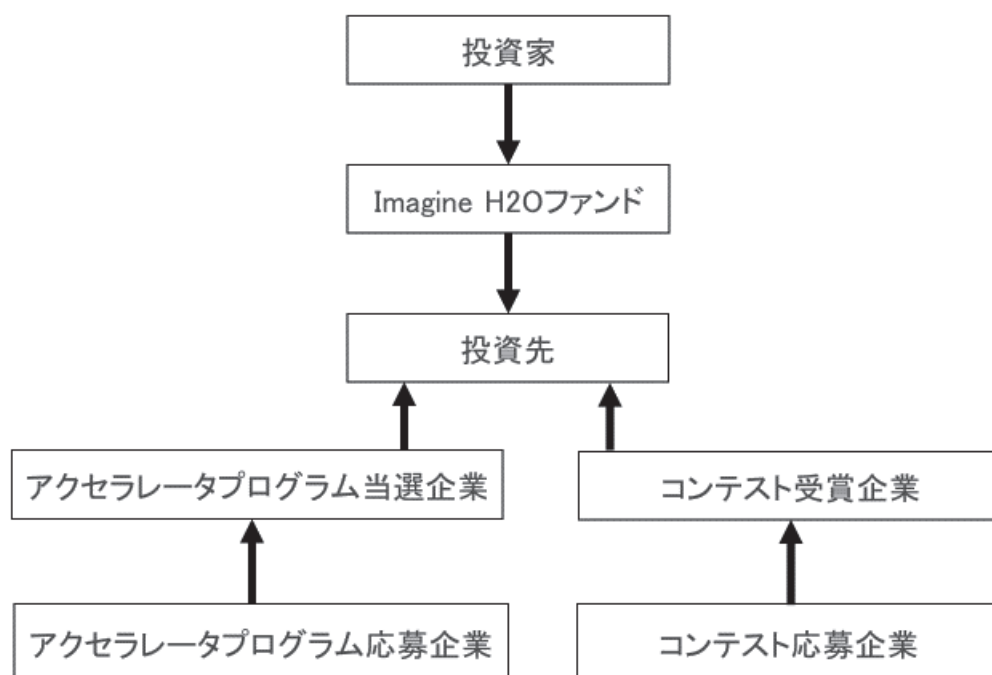 投資家
Imagine H2Oファンド
投資先
アクセラレータプログラム当選企業
コンテスト受賞企業
アクセラレータプログラム応募企業
コンテスト応募企業